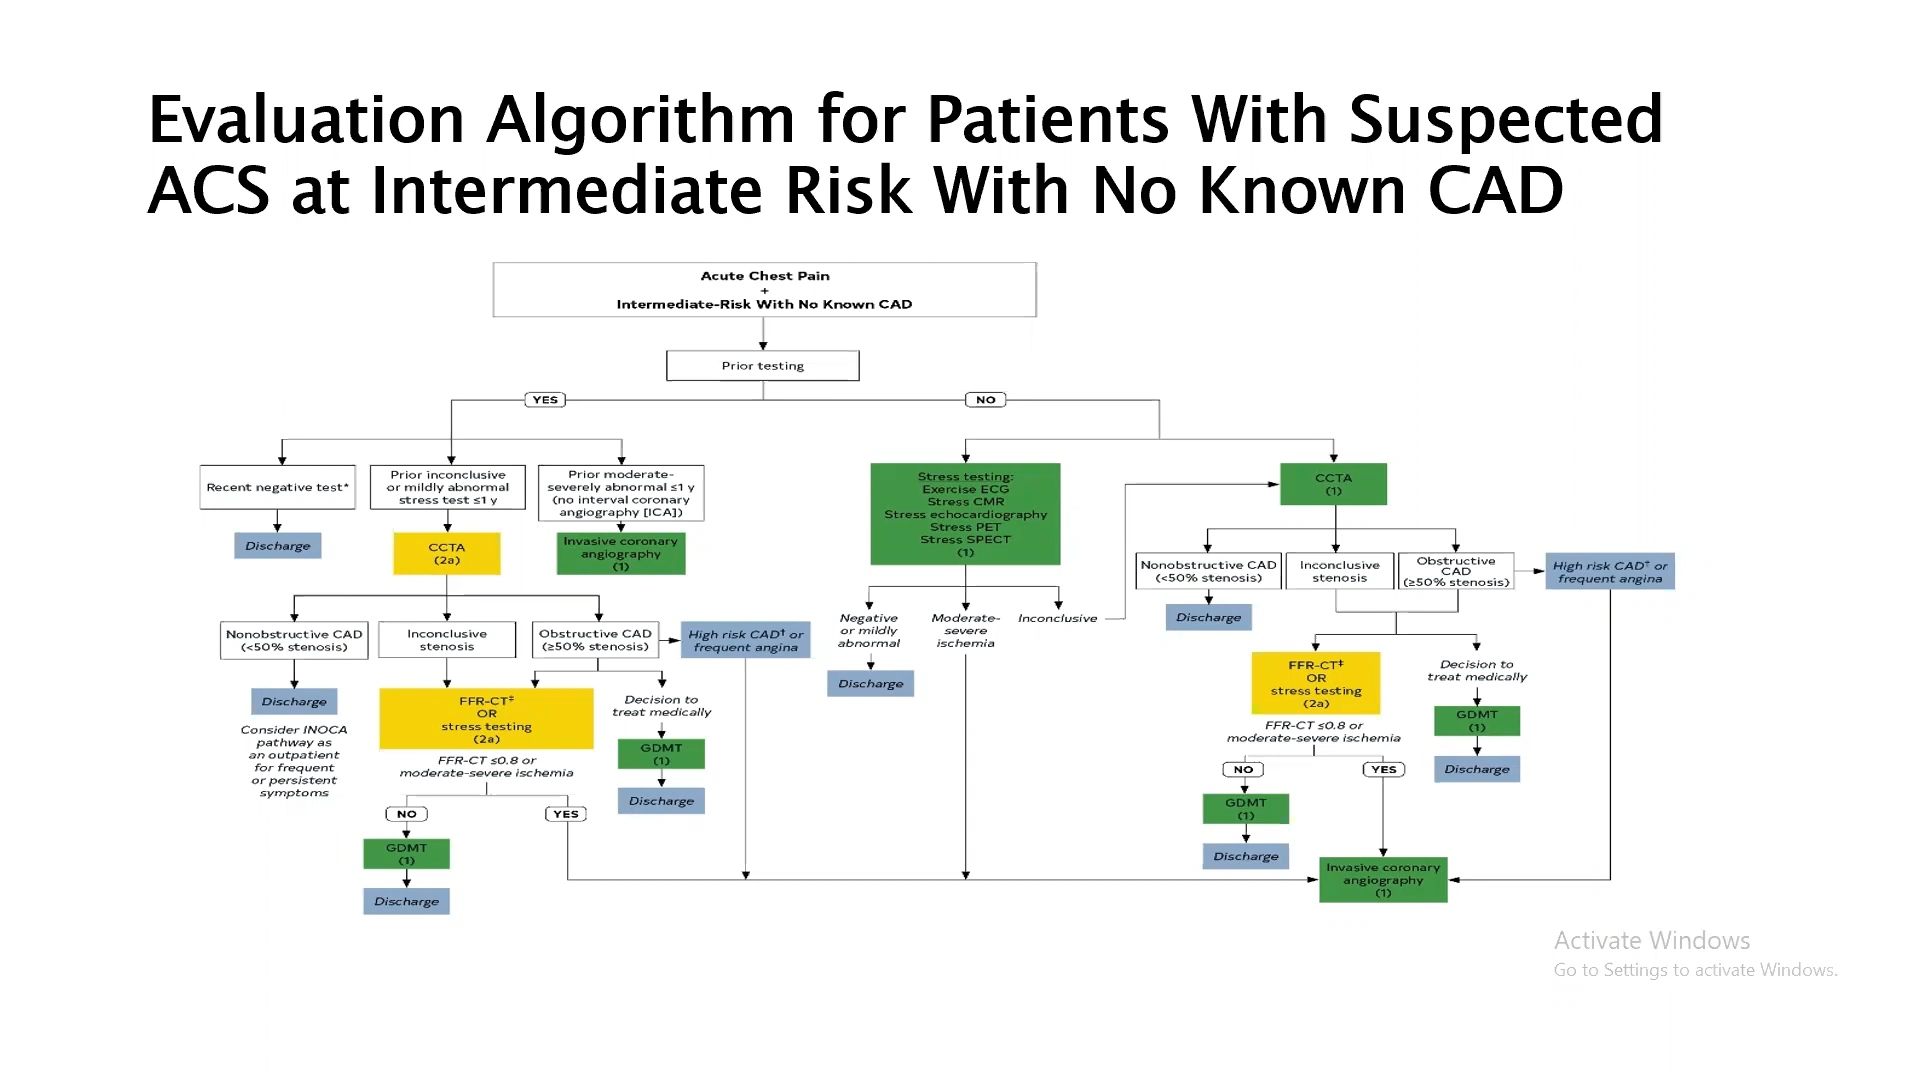 Evaluation Algorithm for Patients With Suspected
ACS at Intermediate Risk With No Known CAD
Acute Chest Pain
+
Intermediate-Risk With No Known CAD
Prior testing
YES
NO
Recent negative test*
Discharge
Prior inconclusive
or mildly abnormal
stress test ≤1 y
CCTA
(2a)
Prior moderate-
severely abnormal ≤1 y
(no interval coronary
angiography [ICA])
Invasive coronary
angiography
(1)
Nonobstructive CAD
(<50% stenosis)
Discharge
Consider INOCA
pathway as
an outpatient
for frequent
or persistent
symptoms
Inconclusive
stenosis
Obstructive CAD
(≥50% stenosis)
High risk CAD† or
frequent angina
FFR-CT‡
OR
stress testing
(2a)
FFR-CT ≤0.8 or
moderate-severe ischemia
NO
YES
GDMT
(1)
Discharge
Decision to
treat medically
GDMT
(1)
Discharge
Stress testing:
Exercise ECG
Stress CMR
Stress echocardiography
Stress PET
Stress SPECT
(1)
Negative
or mildly
abnormal
Discharge
Moderate-
severe
ischemia
Inconclusive
CCTA
(1)
Nonobstructive CAD
(<50% stenosis)
Discharge
Inconclusive
stenosis
Obstructive
CAD
(≥50% stenosis)
High risk CAD† or
frequent angina
FFR-CT‡
OR
stress testing
(2a)
FFR-CT ≤0.8 or
moderate-severe ischemia
NO
YES
GDMT
(1)
Discharge
Decision to
treat medically
GDMT
(1)
Discharge
Invasive coronary
angiography
(1)
Activate Windows
Go to Settings to activate Windows.